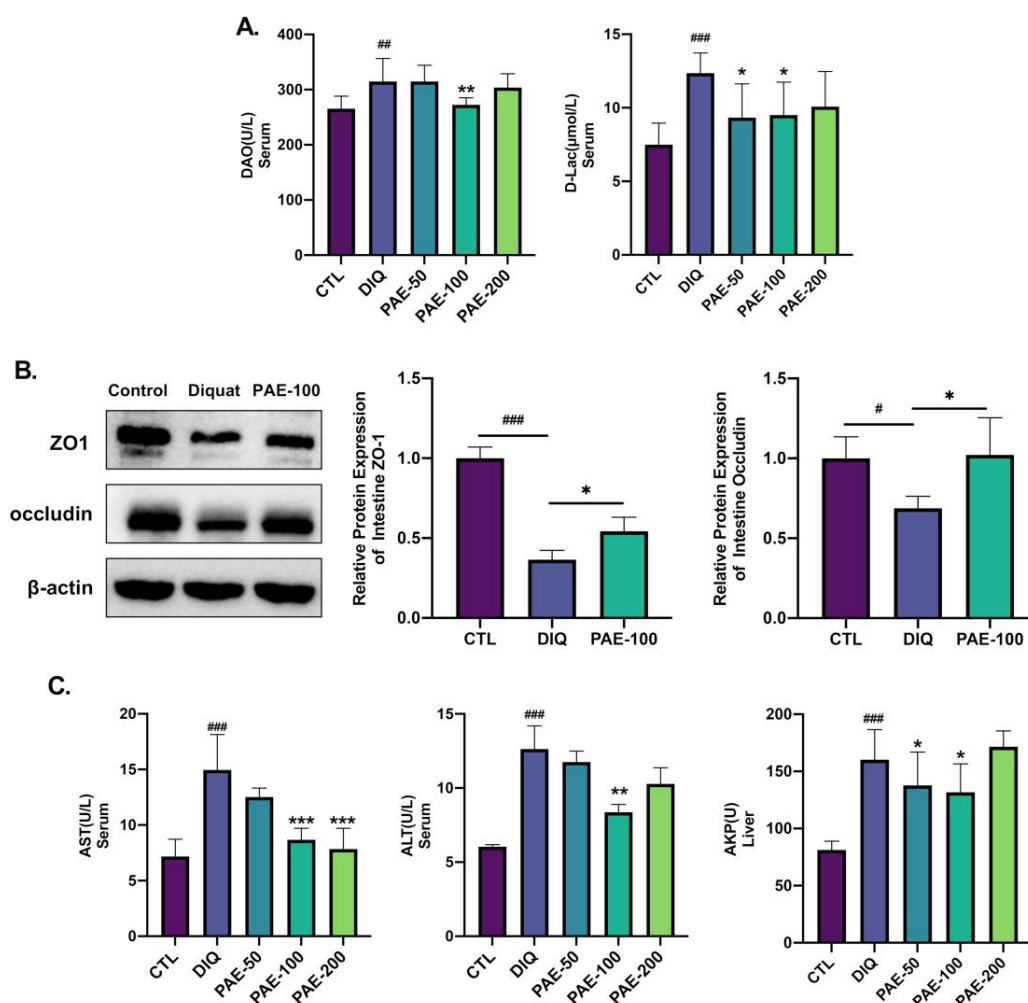 A.
DAO(U/L)
Serum
400
300
200
100
0
##
**
CTL
DIQ
PAE-50
PAE-100
PAE-200
D-Lac(μmol/L)
Serum
15
10
5
0
###
*
*
CTL
DIQ
PAE-50
PAE-100
PAE-200
B.
Control Diquat PAE-100
ZO1
occludin
β-actin
Relative Protein Expression
of Intestine ZO-1
1.5
1.0
0.5
0.0
###
*
CTL
DIQ
PAE-100
Relative Protein Expression
of Intestine Occludin
1.5
1.0
0.5
0.0
#
*
CTL
DIQ
PAE-100
C.
AST(U/L)
Serum
20
15
10
5
0
###
***
***
CTL
DIQ
PAE-50
PAE-100
PAE-200
ALT(U/L)
Serum
15
10
5
0
###
**
CTL
DIQ
PAE-50
PAE-100
PAE-200
AKP(U)
Liver
200
150
100
50
0
###
*
*
CTL
DIQ
PAE-50
PAE-100
PAE-200